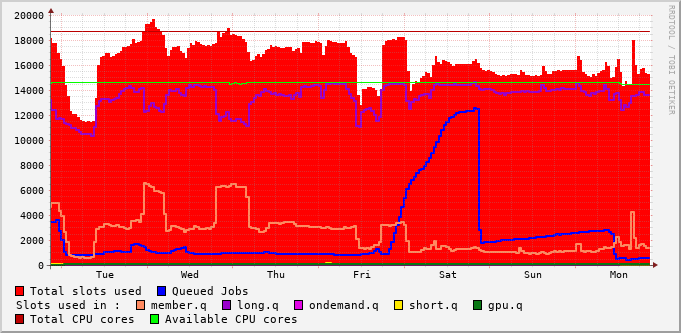 20000
18000
16000
14000
12000
10000
8000
6000
4000
2000
0
Tue Wed Thu Fri Sat Sun Mon
RRDTOOL / TOBI OETIKER
Total slots used Queued Jobs
Slots used in : member.q long.q ondemand.q short.q gpu.q
Total CPU cores Available CPU cores